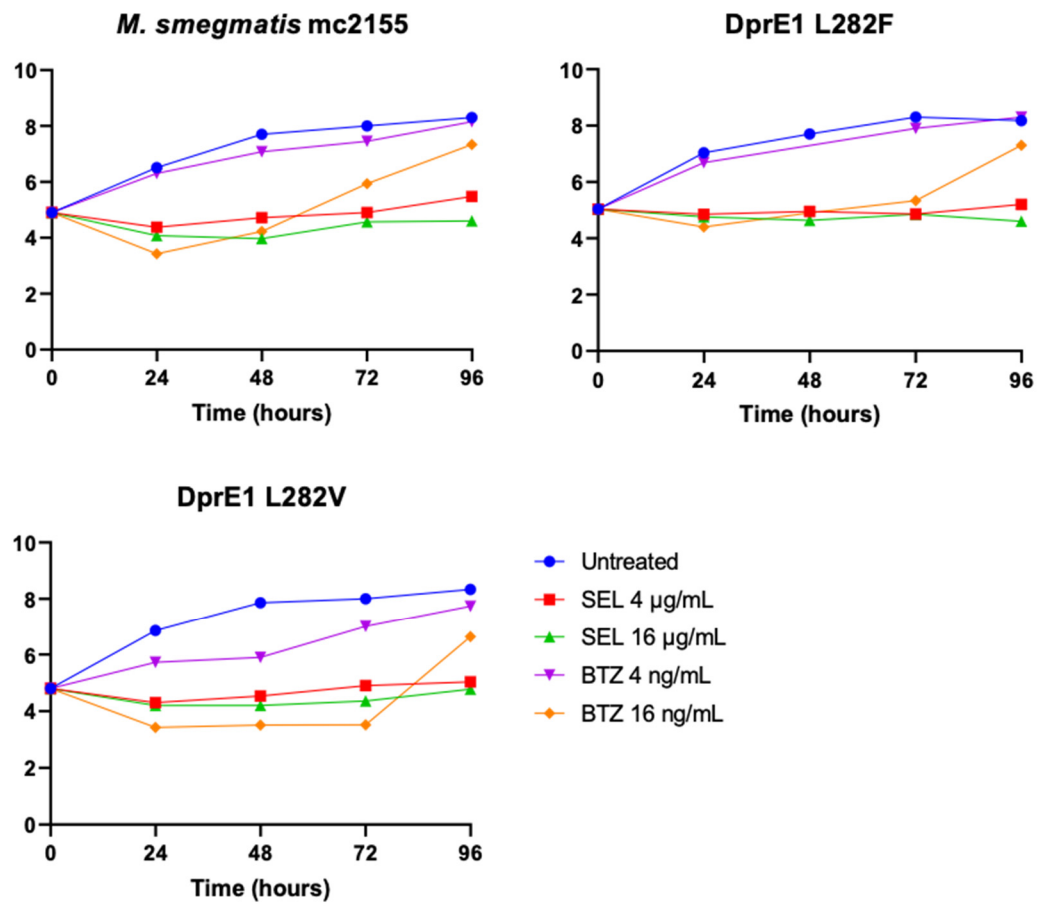 M. smegmatis mc2155
10
8
6
4
2
0
0 24 48 72 96
Time (hours)
DprE1 L282F
10
8
6
4
2
0
0 24 48 72 96
Time (hours)
DprE1 L282V
10
8
6
4
2
0
0 24 48 72 96
Time (hours)
Untreated
SEL 4 µg/mL
SEL 16 µg/mL
BTZ 4 ng/mL
BTZ 16 ng/mL